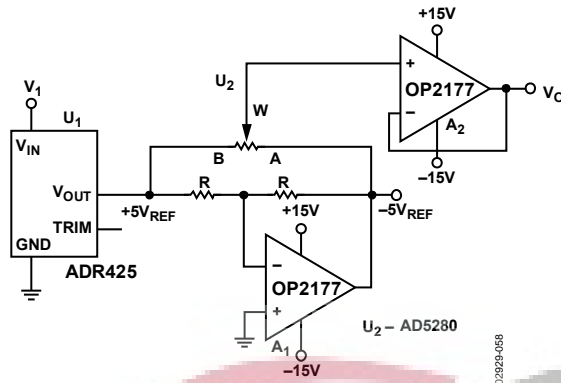 +15V
V1
U1
U2
+
OP2177
VO
VIN
W
–
A2
B
A
–15V
VOUT
R
R
+5VREF
–5VREF
TRIM
+15V
GND
–
OP2177
ADR425
+
U2 – AD5280
A1
–15V
02929-058